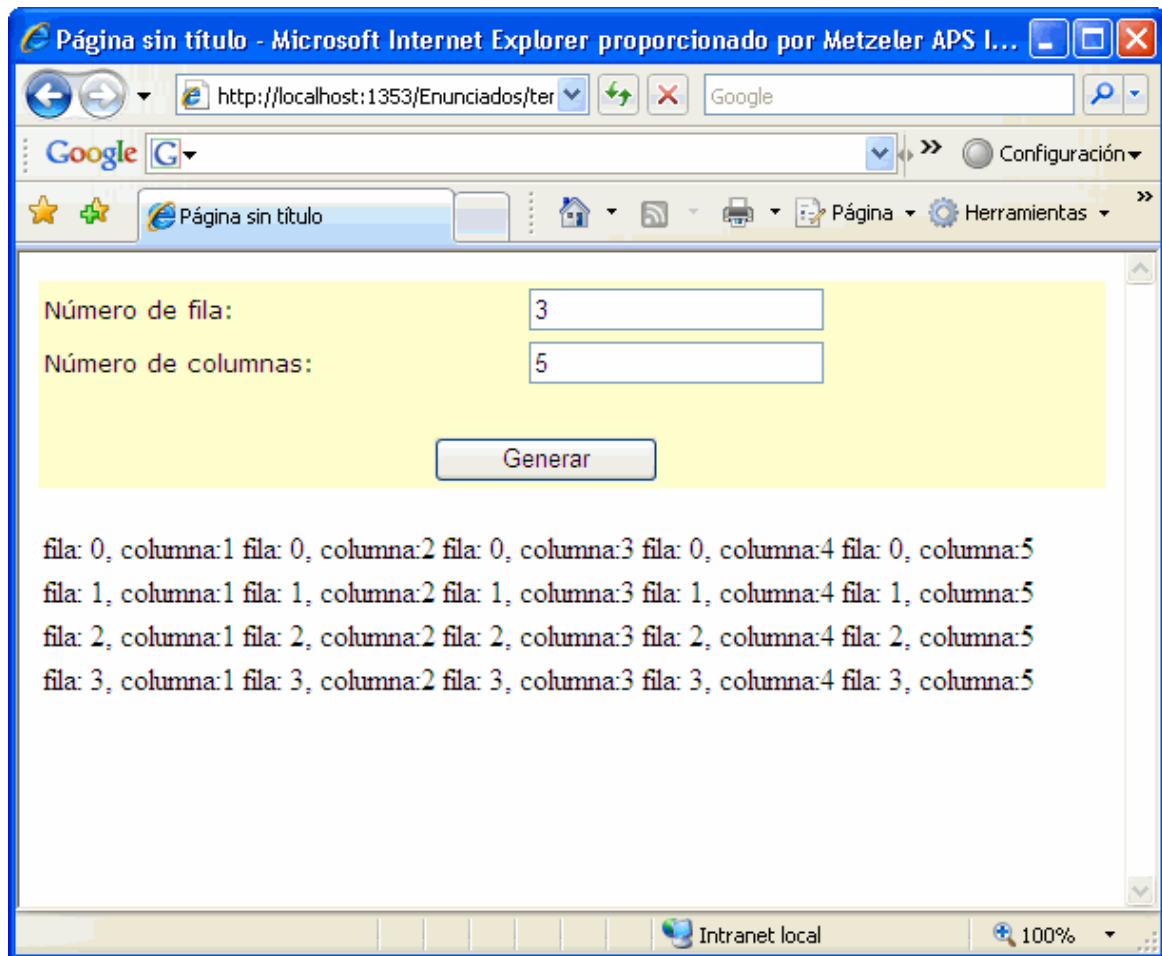 Página sin título - Microsoft Internet Explorer proporcionado por Metzeler APS I...
http://localhost:1353/Enunciados/ter
Google
Google G
Configuración
Página sin título
Página
Herramientas
Número de fila: 3
Número de columnas: 5
Generar
fila: 0, columna:1 fila: 0, columna:2 fila: 0, columna:3 fila: 0, columna:4 fila: 0, columna:5
fila: 1, columna:1 fila: 1, columna:2 fila: 1, columna:3 fila: 1, columna:4 fila: 1, columna:5
fila: 2, columna:1 fila: 2, columna:2 fila: 2, columna:3 fila: 2, columna:4 fila: 2, columna:5
fila: 3, columna:1 fila: 3, columna:2 fila: 3, columna:3 fila: 3, columna:4 fila: 3, columna:5
Intranet local
100%